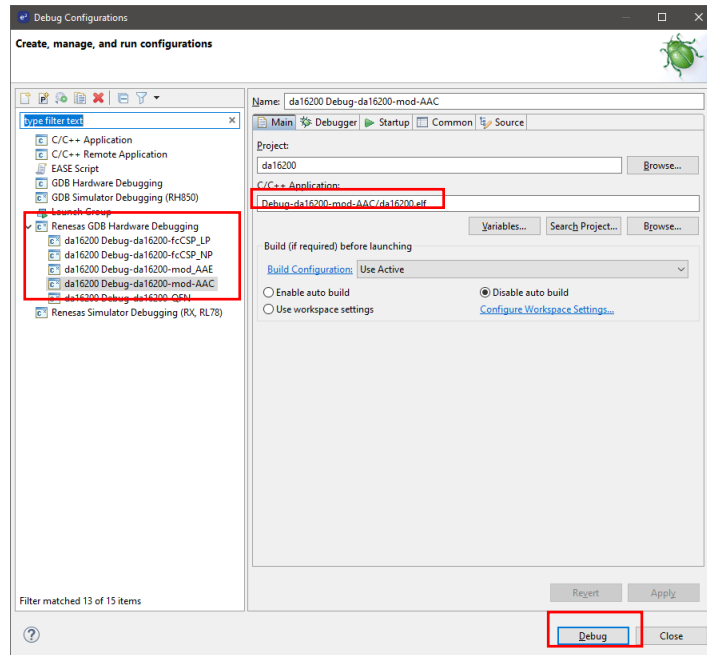 e² Debug Configurations
Create, manage, and run configurations
type filter text
C/C++ Application
C/C++ Remote Application
EASE Script
GDB Hardware Debugging
GDB Simulator Debugging (RH850)
Launch Group
Renesas GDB Hardware Debugging
da16200 Debug-da16200-fcCSP_LP
da16200 Debug-da16200-fcCSP_NP
da16200 Debug-da16200-mod_AAE
da16200 Debug-da16200-mod-AAC
da16200 Debug-da16200-QFN
Renesas Simulator Debugging (RX, RL78)
Filter matched 13 of 15 items
Name: da16200 Debug-da16200-mod-AAC
Main Debugger Startup Common Source
Project:
da16200 Browse...
C/C++ Application:
Debug-da16200-mod-AAC/da16200.elf
Variables... Search Project... Browse...
Build (if required) before launching
Build Configuration: Use Active
Enable auto build Disable auto build
Use workspace settings Configure Workspace Settings...
Revert Apply
? Debug Close